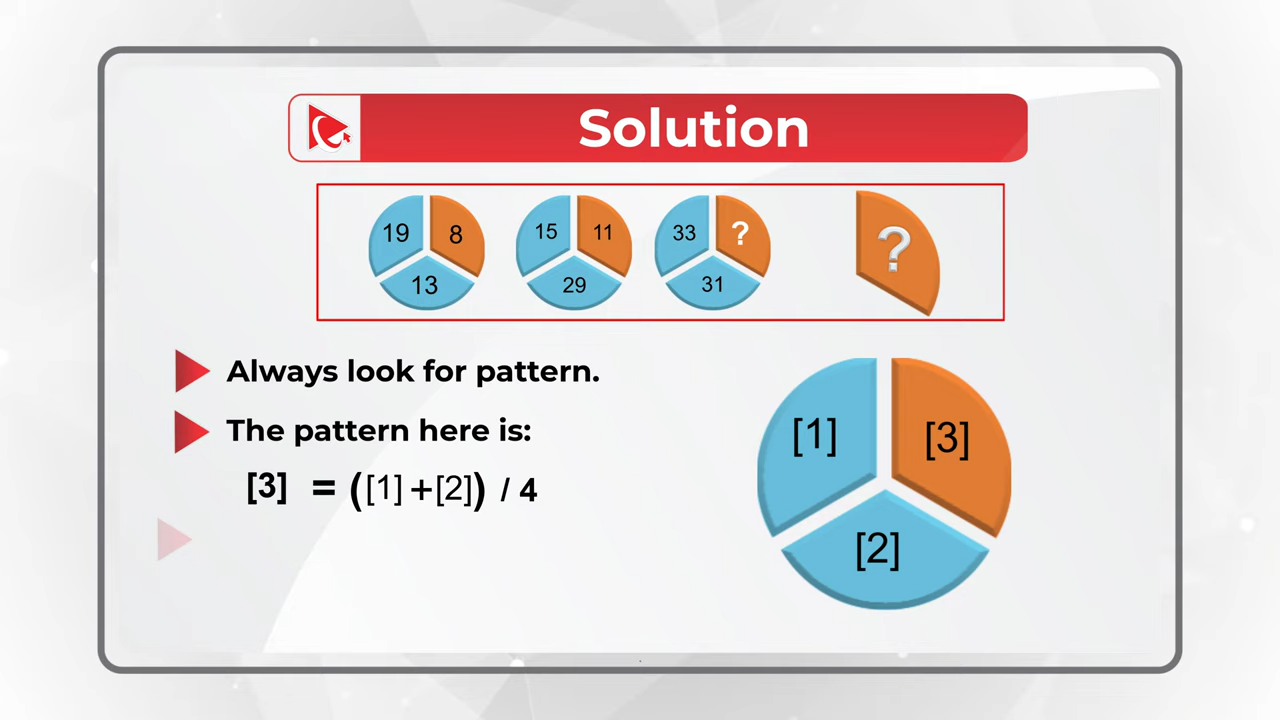 Solution
19 8 15 11 33 ? ?
13 29 31
Always look for pattern.
The pattern here is:
[3] = ([1]+[2]) / 4
[1] [3]
[2]